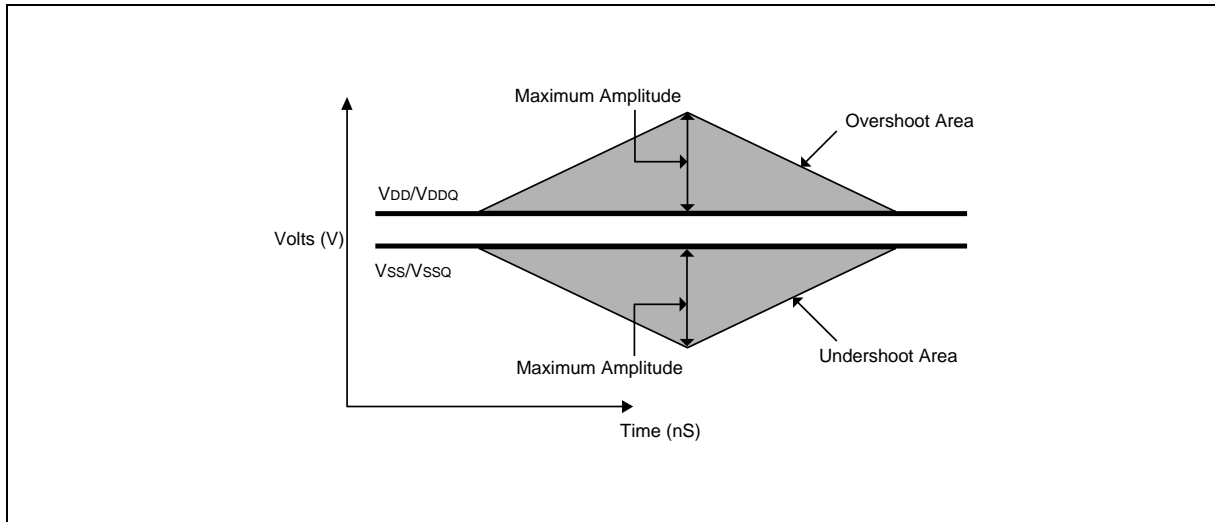 Maximum Amplitude
Overshoot Area
VDD/VDDQ
Volts (V)
VSS/VSSQ
Undershoot Area
Maximum Amplitude
Time (nS)